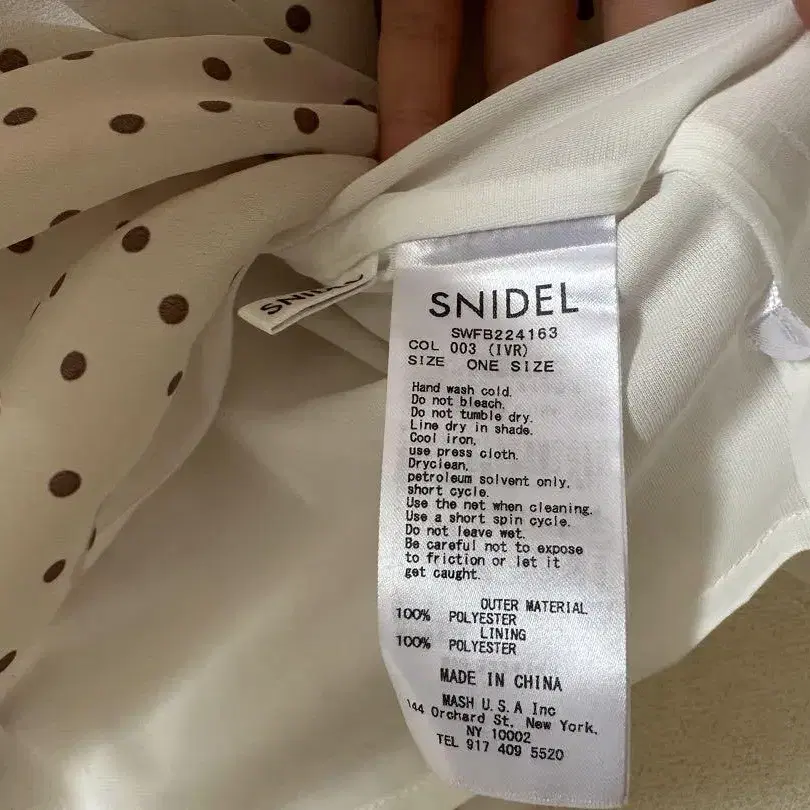 SNIDEL
SWFB224163
COL 003 (IVR)
SIZE ONE SIZE
Hand wash cold.
Do not bleach.
Do not tumble dry.
Line dry in shade.
Cool iron,
use press cloth.
Dryclean,
petroleum solvent only,
short cycle.
Use the net when cleaning.
Use a short spin cycle.
Do not leave wet.
Be careful not to expose
to friction or let it
get caught.
OUTER MATERIAL
100% POLYESTER
LINING
100% POLYESTER
MADE IN CHINA
MASH U.S.A Inc
144 Orchard St, New York,
NY 10002
TEL 917 409 5520